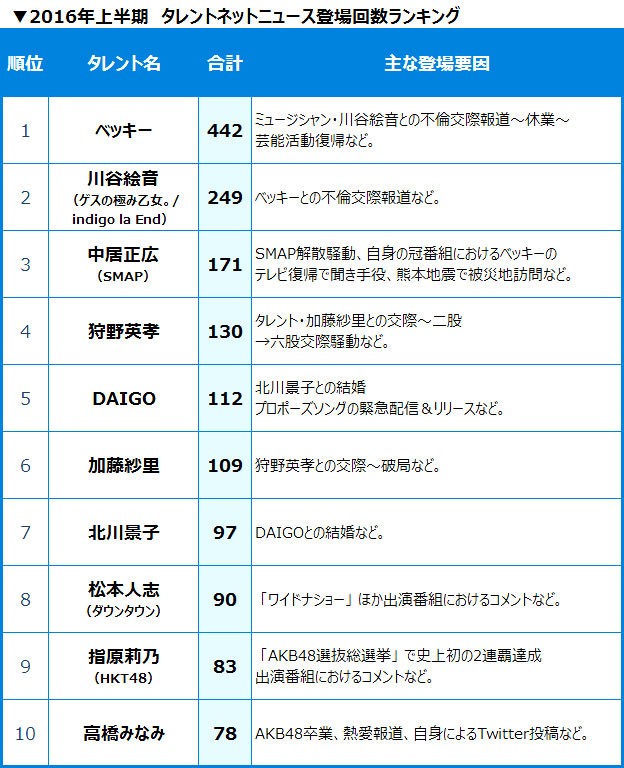 ▼2016年上半期 タレントネットニュース登場回数ランキング
順位 タレント名 合計 主な登場要因
1 ベッキー 442 ミュージシャン・川谷絵音との不倫交際報道～休業～
芸能活動復帰など。
2 川谷絵音
（ゲスの極み乙女。/
indigo la End） 249 ベッキーとの不倫交際報道など。
3 中居正広
（SMAP） 171 SMAP解散騒動、自身の冠番組におけるベッキーの
テレビ復帰で聞き手役、熊本地震で被災地訪問など。
4 狩野英孝 130 タレント・加藤紗里との交際～二股
→六股交際騒動など。
5 DAIGO 112 北川景子との結婚
プロポーズソングの緊急配信＆リリースなど。
6 加藤紗里 109 狩野英孝との交際～破局など。
7 北川景子 97 DAIGOとの結婚など。
8 松本人志
（ダウンタウン） 90 「ワイドナショー」ほか出演番組におけるコメントなど。
9 指原莉乃
（HKT48） 83 「AKB48選抜総選挙」で史上初の2連覇達成
出演番組におけるコメントなど。
10 高橋みなみ 78 AKB48卒業、熱愛報道、自身によるTwitter投稿など。